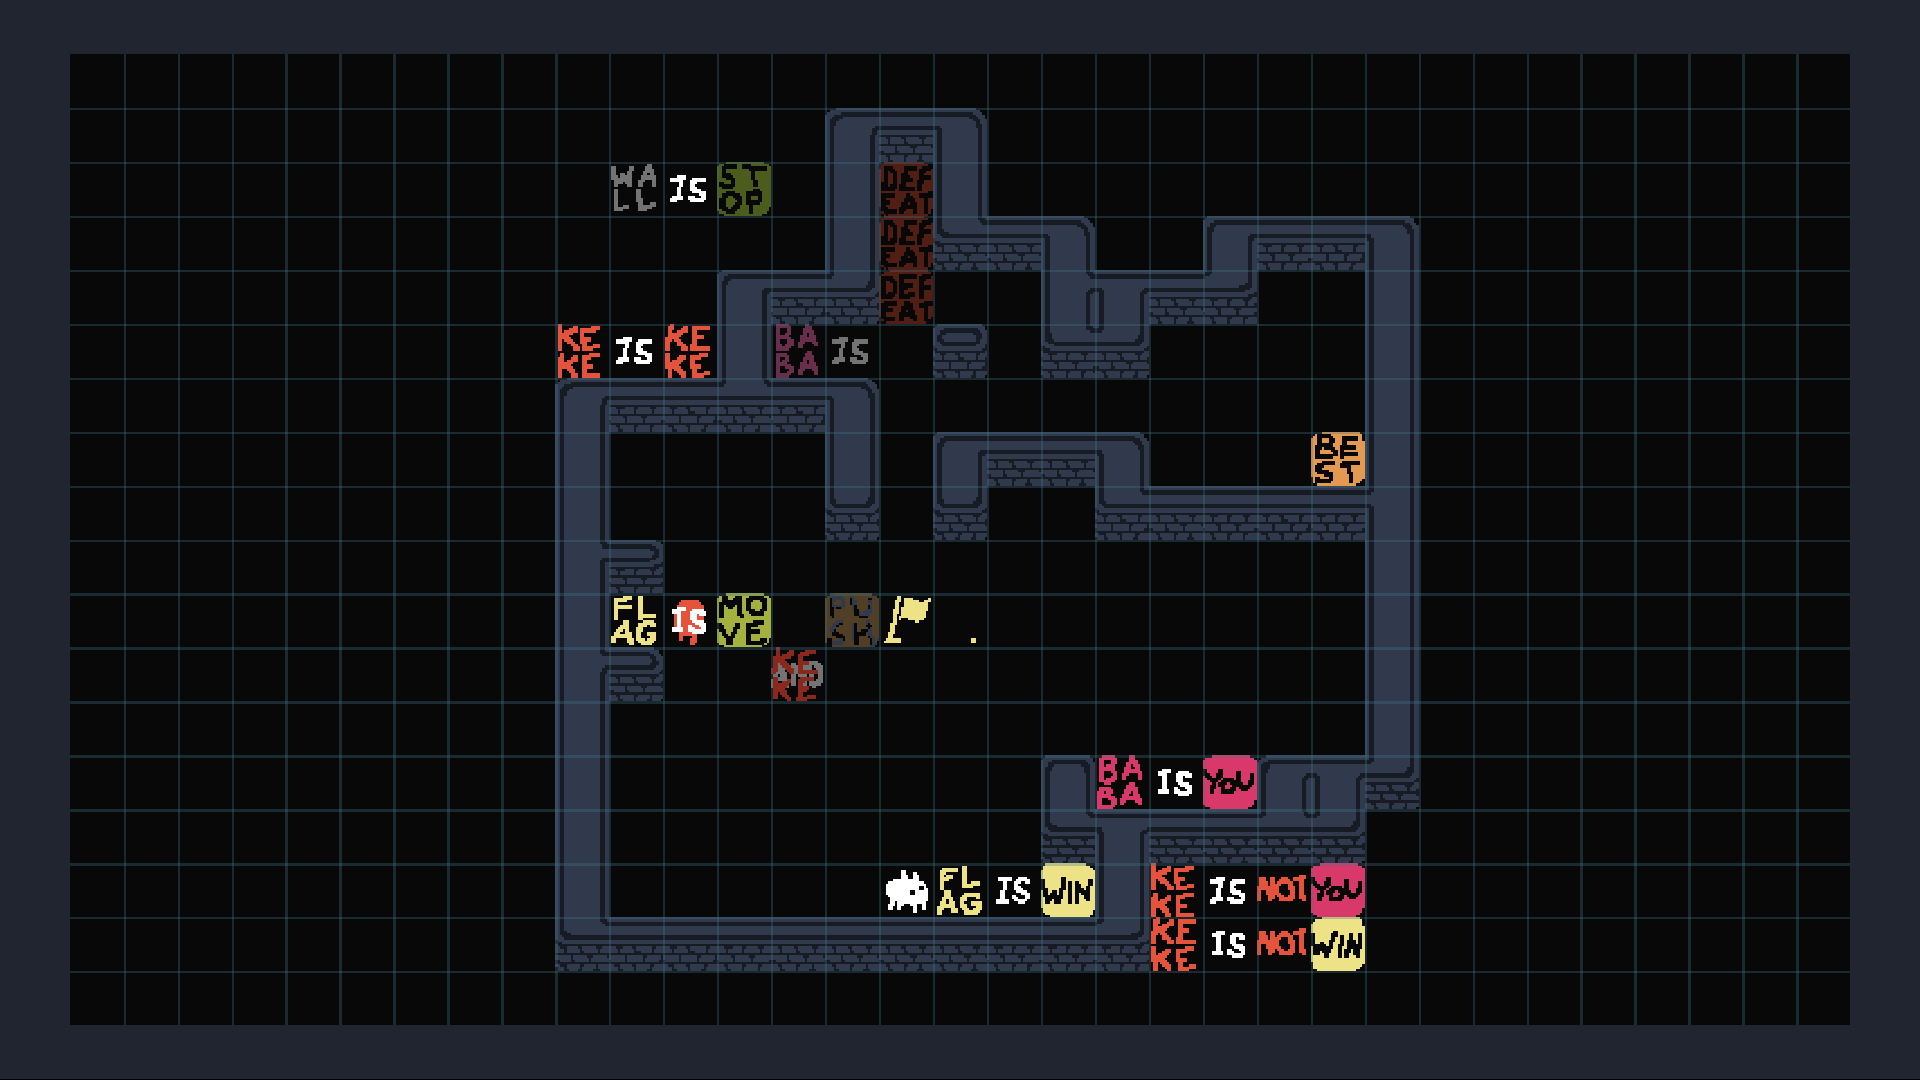 WALL IS STOP
DEFEAT
DEFEAT
DEFEAT
KEKE IS KEKE
BABA IS
BEST
FLAG IS MOVE
PUSH
KEKE
BABA IS YOU
FLAG IS WIN
KEKE IS NOT YOU
KEKE IS NOT WIN